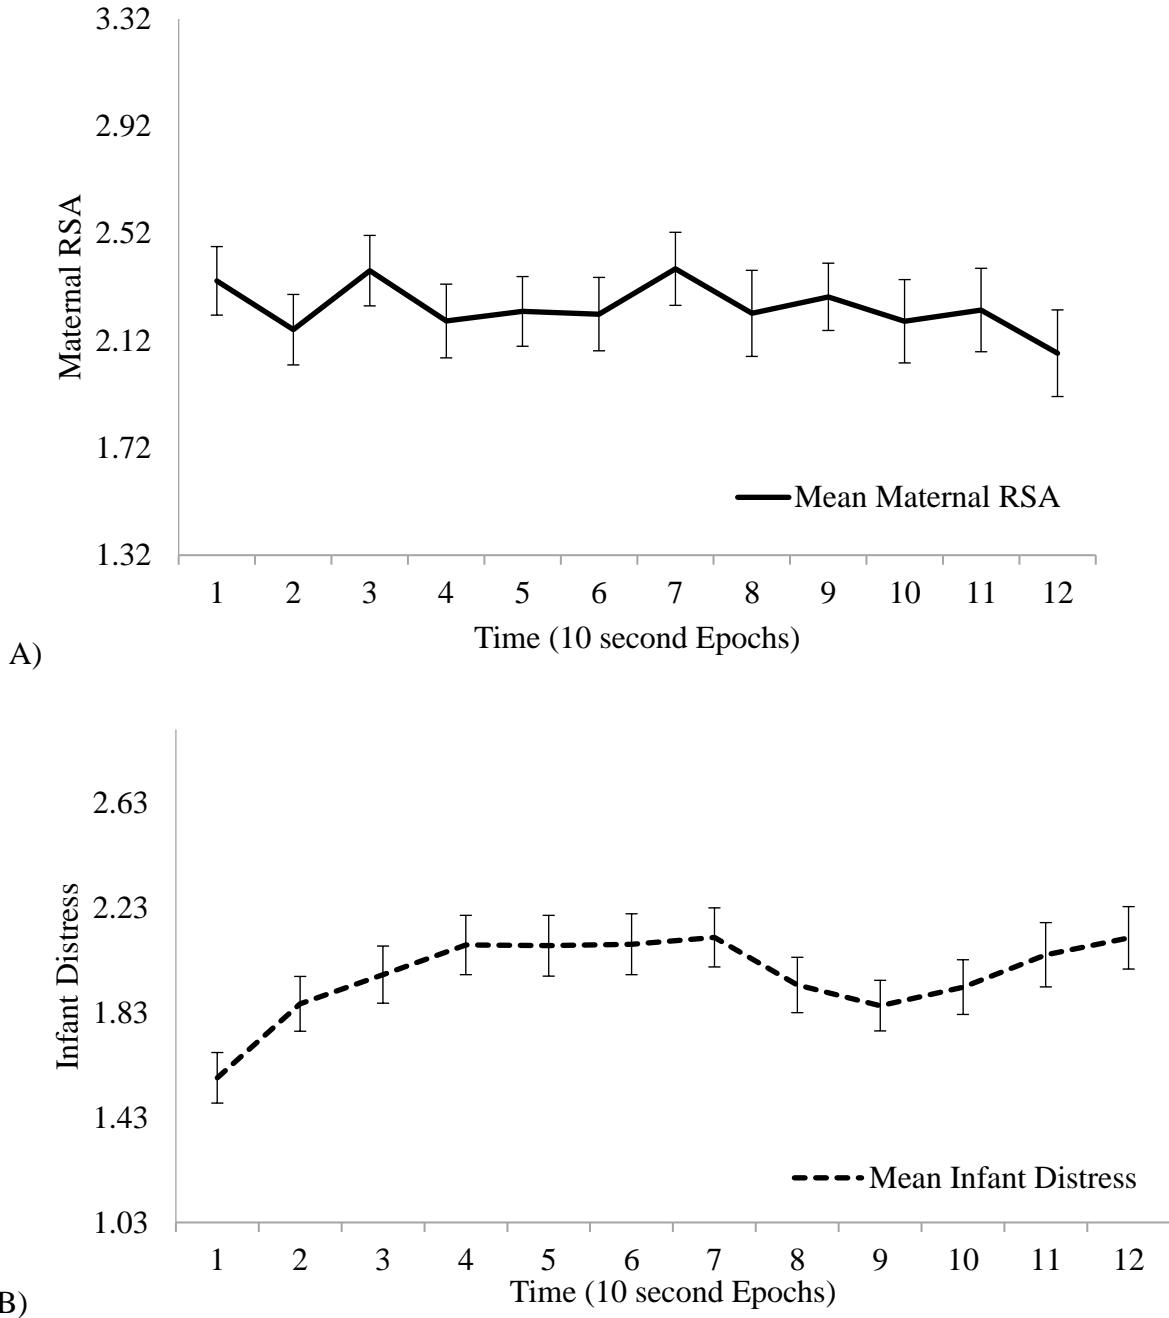 3.32
2.92
2.52
2.12
1.72
1.32
Maternal RSA
Mean Maternal RSA
1 2 3 4 5 6 7 8 9 10 11 12
Time (10 second Epochs)
A)
2.63
2.23
1.83
1.43
1.03
Infant Distress
Mean Infant Distress
1 2 3 4 5 6 7 8 9 10 11 12
Time (10 second Epochs)
B)